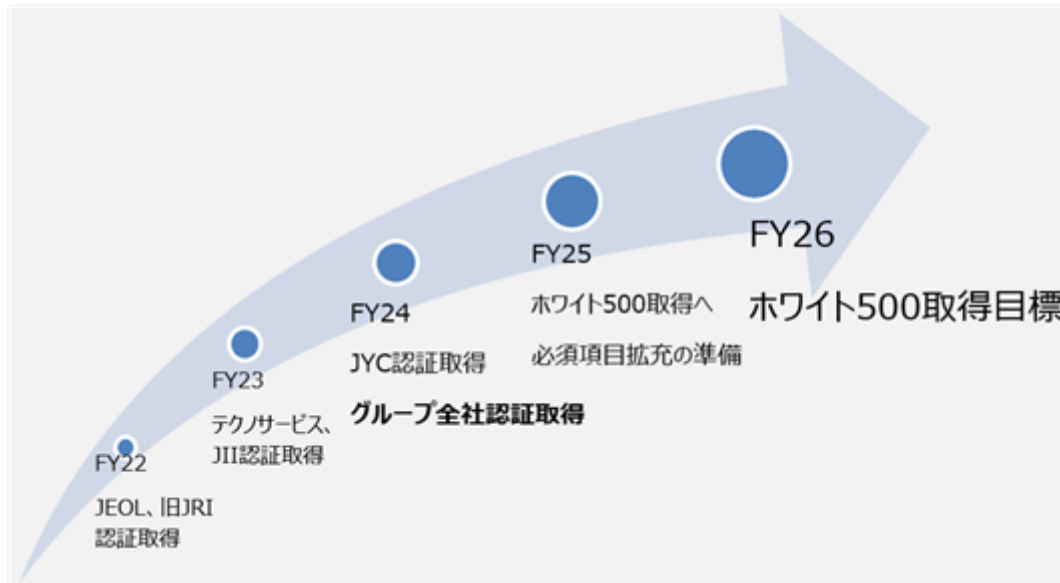 FY22
JEOL、旧JRI
認証取得
FY23
テクノサービス、
JII認証取得
FY24
JYC認証取得
グループ全社認証取得
FY25
ホワイト500取得へ
必須項目拡充の準備
FY26
ホワイト500取得目標